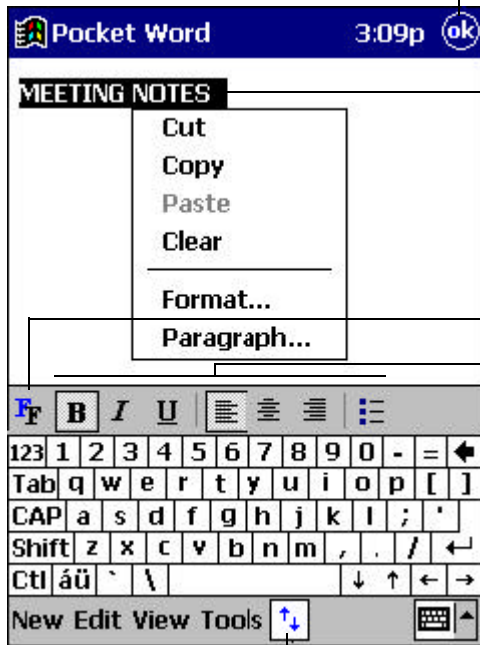 Pocket Word 3:09p ok
MEETING NOTES
Cut
Copy
Paste
Clear
Format...
Paragraph...
FF B I U
123 1 2 3 4 5 6 7 8 9 0 - = 
Tab q w e r t y u i o p [ ]
CAP a s d f g h j k l ; '
Shift z x c v b n m , . /
Ctl áü ` \ ↓ ↑ ← →
New Edit View Tools